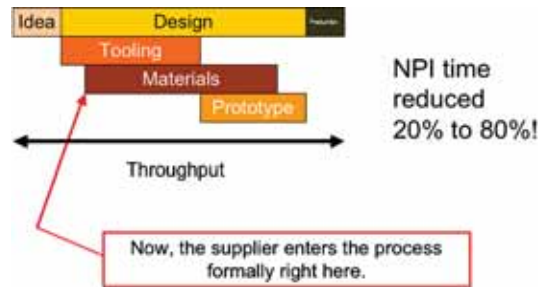 Idea
Design
Production
Tooling
Materials
Prototype
NPI time
reduced
20% to 80%!
Throughput
Now, the supplier enters the process
formally right here.